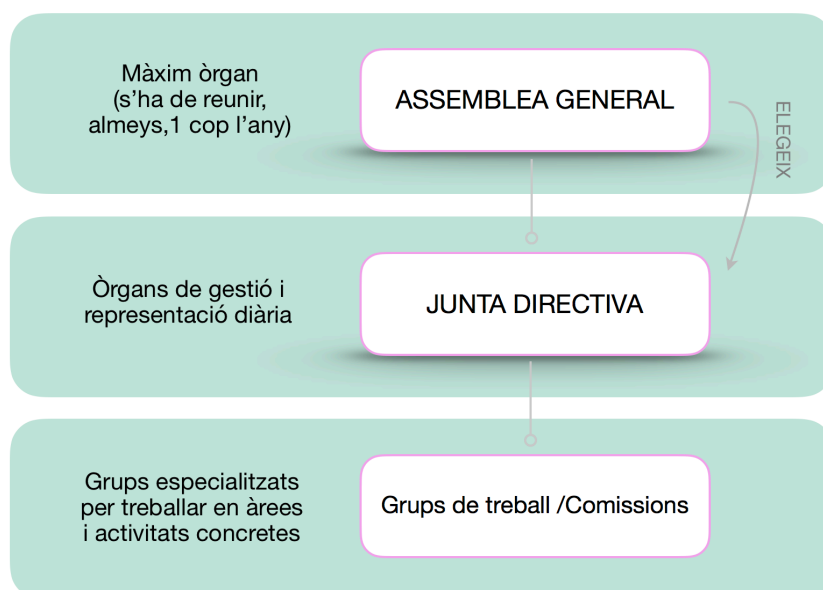 Màxim òrgan
(s’ha de reunir,
almeys,1 cop l’any)
ASSEMBLEA GENERAL
ELEGEIX
Òrgans de gestió i
representació diària
JUNTA DIRECTIVA
Grups especialitzats
per treballar en àrees
i activitats concretes
Grups de treball /Comissions